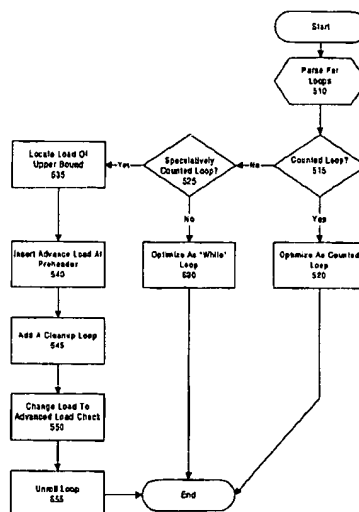 Start
Parse For
Loops
510
Counted Loop?
515
Speculatively
Counted Loop?
525
Locate Load Of
Upper Bound
535
No
Yes
No
Yes
Insert Advance Load At
Preheader
540
Optimize As "While"
Loop
530
Optimize As Counted
Loop
520
Add A Cleanup Loop
545
Change Load To
Advanced Load Check
550
Unroll Loop
555
End